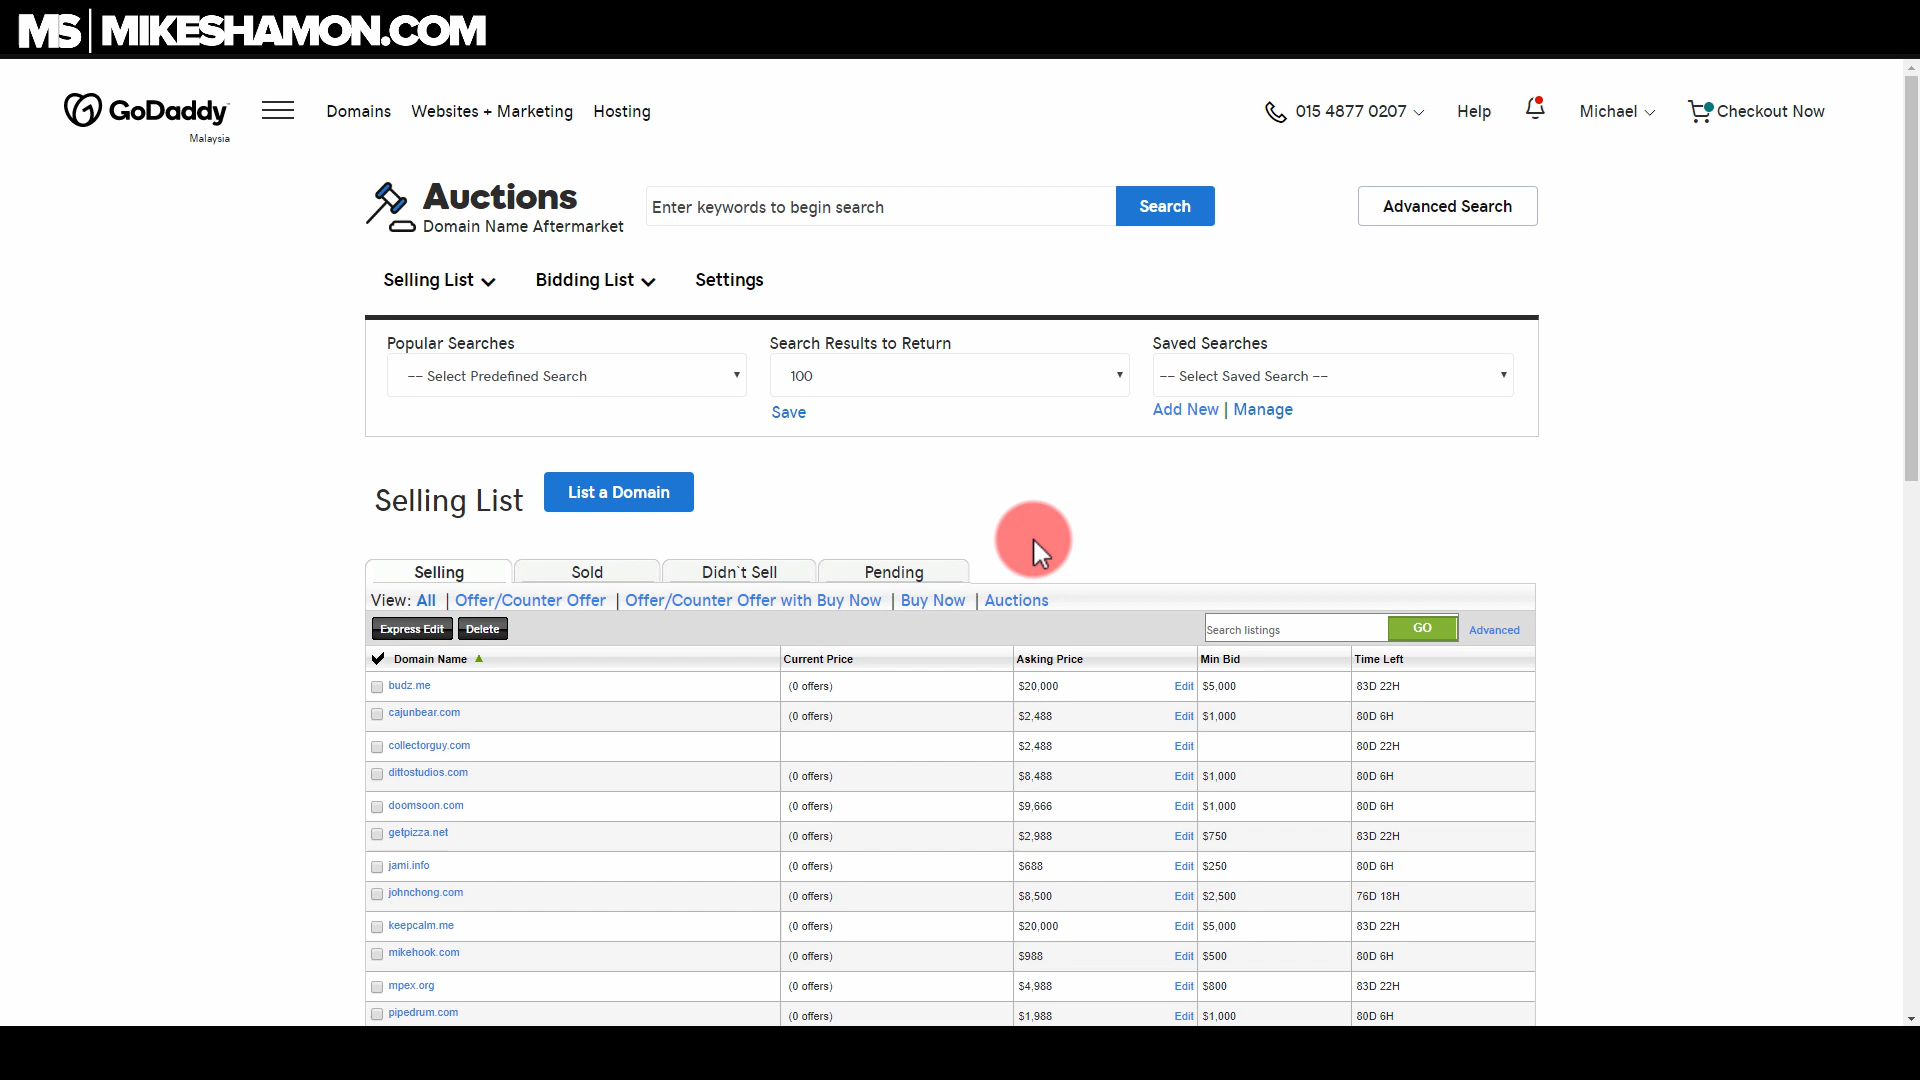 MS | MIKESHAMON.COM
GoDaddy
Malaysia
Domains Websites + Marketing Hosting
015 4877 0207 Help Michael Checkout Now
Auctions
Domain Name Aftermarket
Enter keywords to begin search Search Advanced Search
Selling List Bidding List Settings
Popular Searches Search Results to Return Saved Searches
-- Select Predefined Search 100 -- Select Saved Search --
Save Add New | Manage
Selling List List a Domain
Selling Sold Didn`t Sell Pending
View: All | Offer/Counter Offer | Offer/Counter Offer with Buy Now | Buy Now | Auctions
Express Edit Delete Search listings GO Advanced
Domain Name Current Price Asking Price Min Bid Time Left
budz.me (0 offers) $20,000 Edit $5,000 83D 22H
cajunbear.com (0 offers) $2,488 Edit $1,000 80D 6H
collectorguy.com $2,488 Edit 80D 22H
dittostudios.com (0 offers) $8,488 Edit $1,000 80D 6H
doomsoon.com (0 offers) $9,666 Edit $1,000 80D 6H
getpizza.net (0 offers) $2,988 Edit $750 83D 22H
jami.info (0 offers) $688 Edit $250 80D 6H
johnchong.com (0 offers) $8,500 Edit $2,500 76D 18H
keepcalm.me (0 offers) $20,000 Edit $5,000 83D 22H
mikehook.com (0 offers) $988 Edit $500 80D 6H
mpex.org (0 offers) $4,988 Edit $800 83D 22H
pipedrum.com (0 offers) $1,988 Edit $1,000 80D 6H